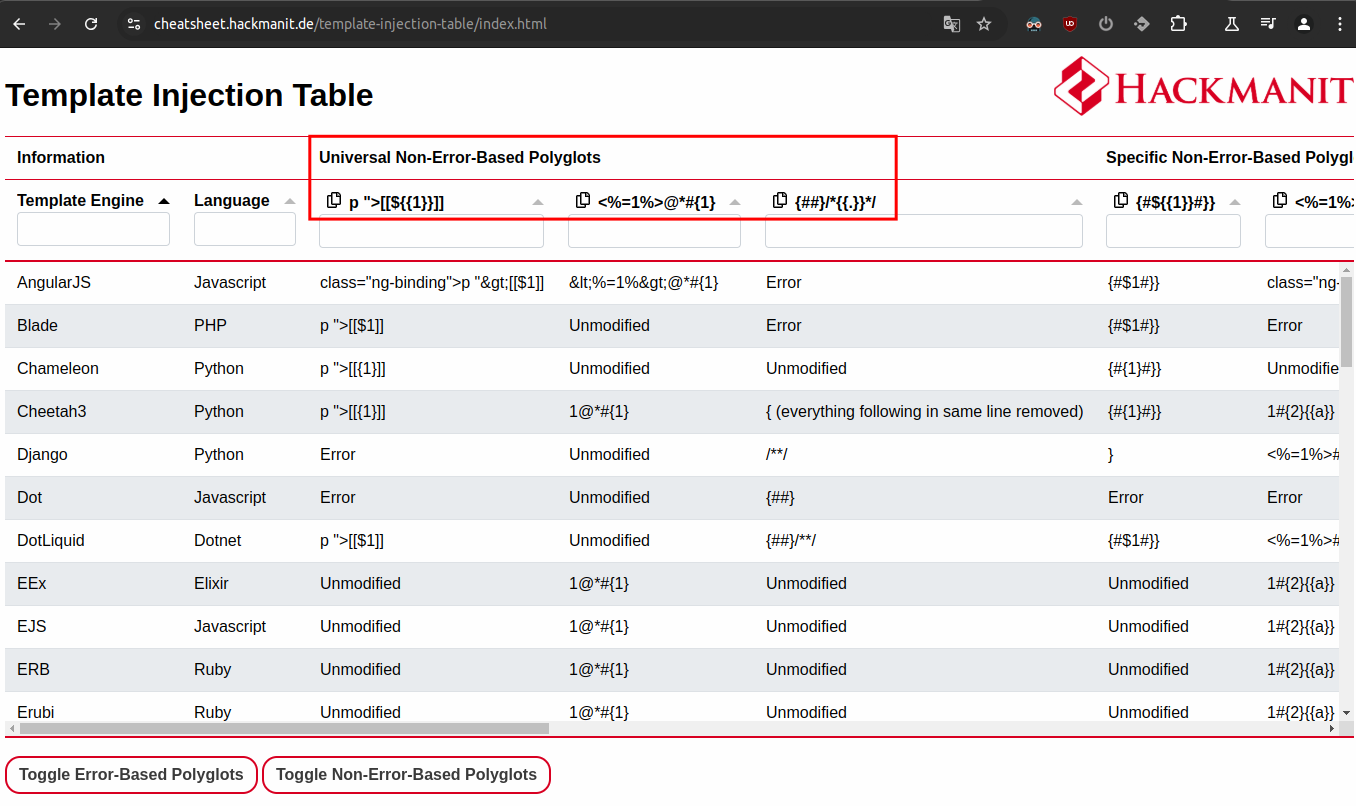 cheatsheet.hackmanit.de/template-injection-table/index.html
Template Injection Table
HACKMANIT
Information Universal Non-Error-Based Polyglots Specific Non-Error-Based Polygl
Template Engine Language p ">[[${{1}}]] <%=1%>@*#{1} {##}/*{{.}}*/ {#${{1}}#}} <%=1%>
AngularJS Javascript class="ng-binding">p "&gt;[[$1]] &lt;%=1%&gt;@*#{1} Error {#$1#}} class="ng-
Blade PHP p ">[[$1]] Unmodified Error {#$1#}} Error
Chameleon Python p ">[[{1}]] Unmodified Unmodified {#{1}#}} Unmodifie
Cheetah3 Python p ">[[{1}]] 1@*#{1} { (everything following in same line removed) {#{1}#}} 1#{2}{{a}}
Django Python Error Unmodified /**/ } <%=1%>#
Dot Javascript Error Unmodified {##} Error Error
DotLiquid Dotnet p ">[[$1]] Unmodified {##}/**/ {#$1#}} <%=1%>#
EEx Elixir Unmodified 1@*#{1} Unmodified Unmodified 1#{2}{{a}}
EJS Javascript Unmodified 1@*#{1} Unmodified Unmodified 1#{2}{{a}}
ERB Ruby Unmodified 1@*#{1} Unmodified Unmodified 1#{2}{{a}}
Erubi Ruby Unmodified 1@*#{1} Unmodified Unmodified 1#{2}{{a}}
Toggle Error-Based Polyglots Toggle Non-Error-Based Polyglots